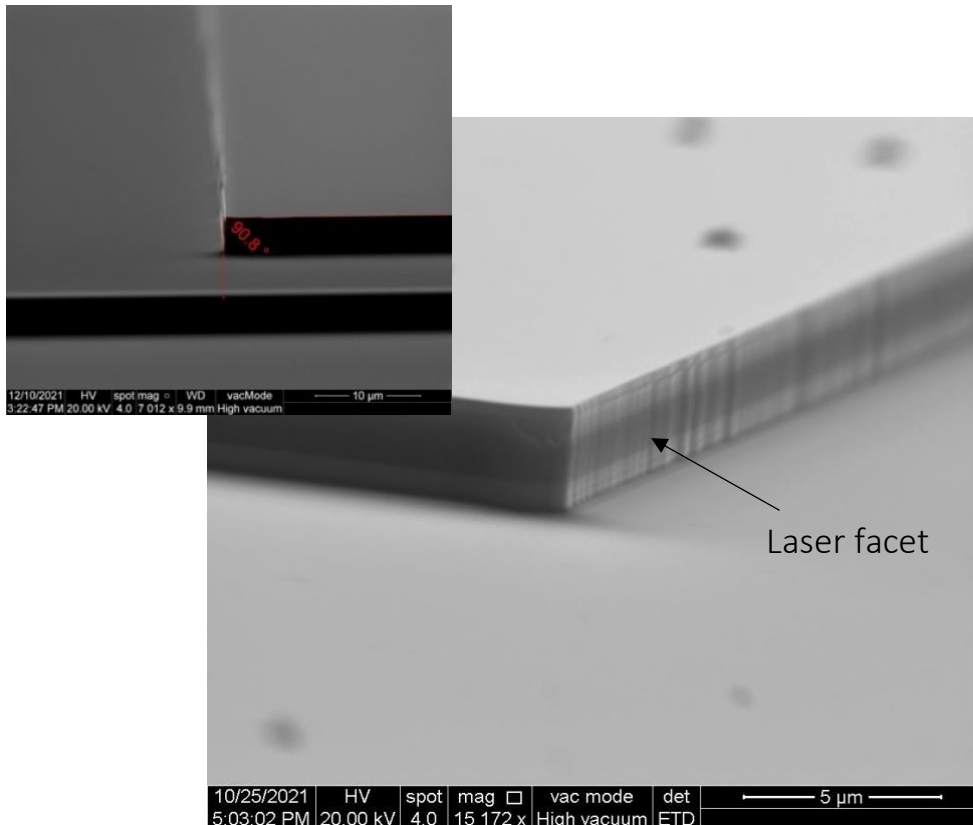 90.8 °
12/10/2021 HV spot mag □ WD vacMode 10 µm
3:22:47 PM 20.00 kV 4.0 7 012 x 9.9 mm High vacuum
Laser facet
10/25/2021 HV spot mag □ vac mode det 5 µm
5:03:02 PM 20.00 kV 4.0 15 172 x High vacuum ETD